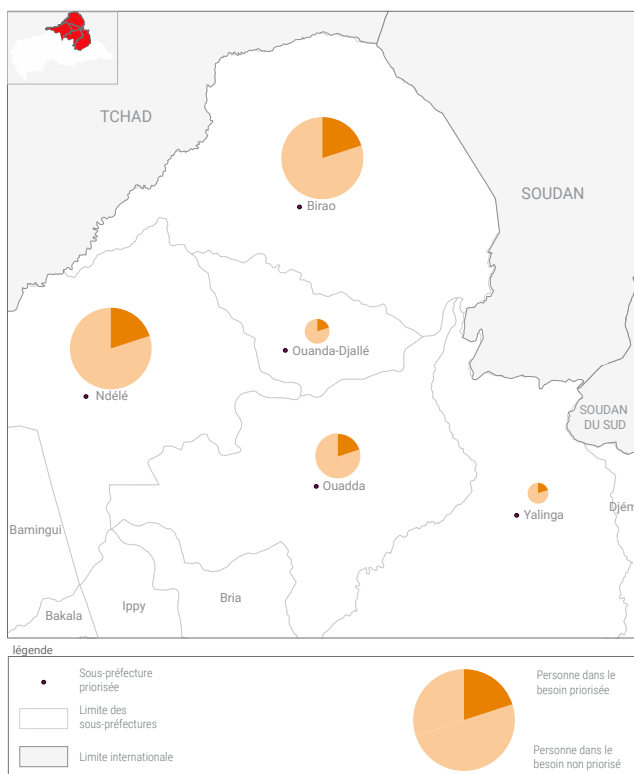 TCHAD
SOUDAN
Birao
Ouanda-Djallé
Ndélé
SOUDAN
DU SUD
Ouadda
Yalinga
Djém
Bamingui
Bria
Ippy
Bakala
légende
Sous-préfecture
priorisée
Limite des
sous-préfectures
Limite internationale
Personne dans le
besoin priorisée
Personne dans le
besoin non priorisé